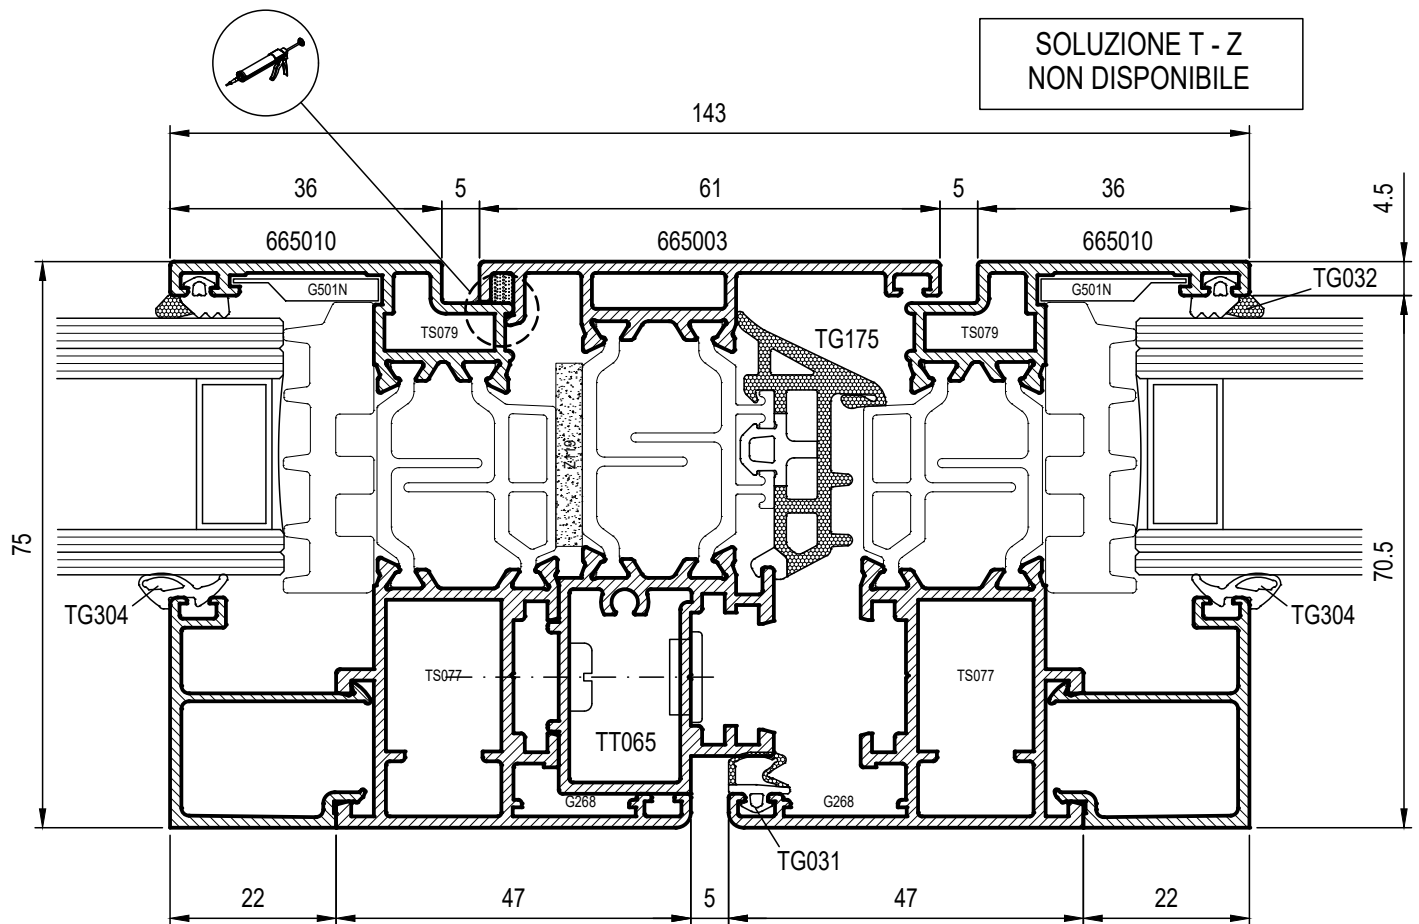 SOLUZIONE T - Z
NON DISPONIBILE
143
36
5
61
5
36
4.5
665010
665003
665010
G501N
G501N
TG032
TS079
TG175
TS079
75
70.5
TG304
TG304
TS077
TS077
TT065
G268
G268
TG031
22
47
5
47
22